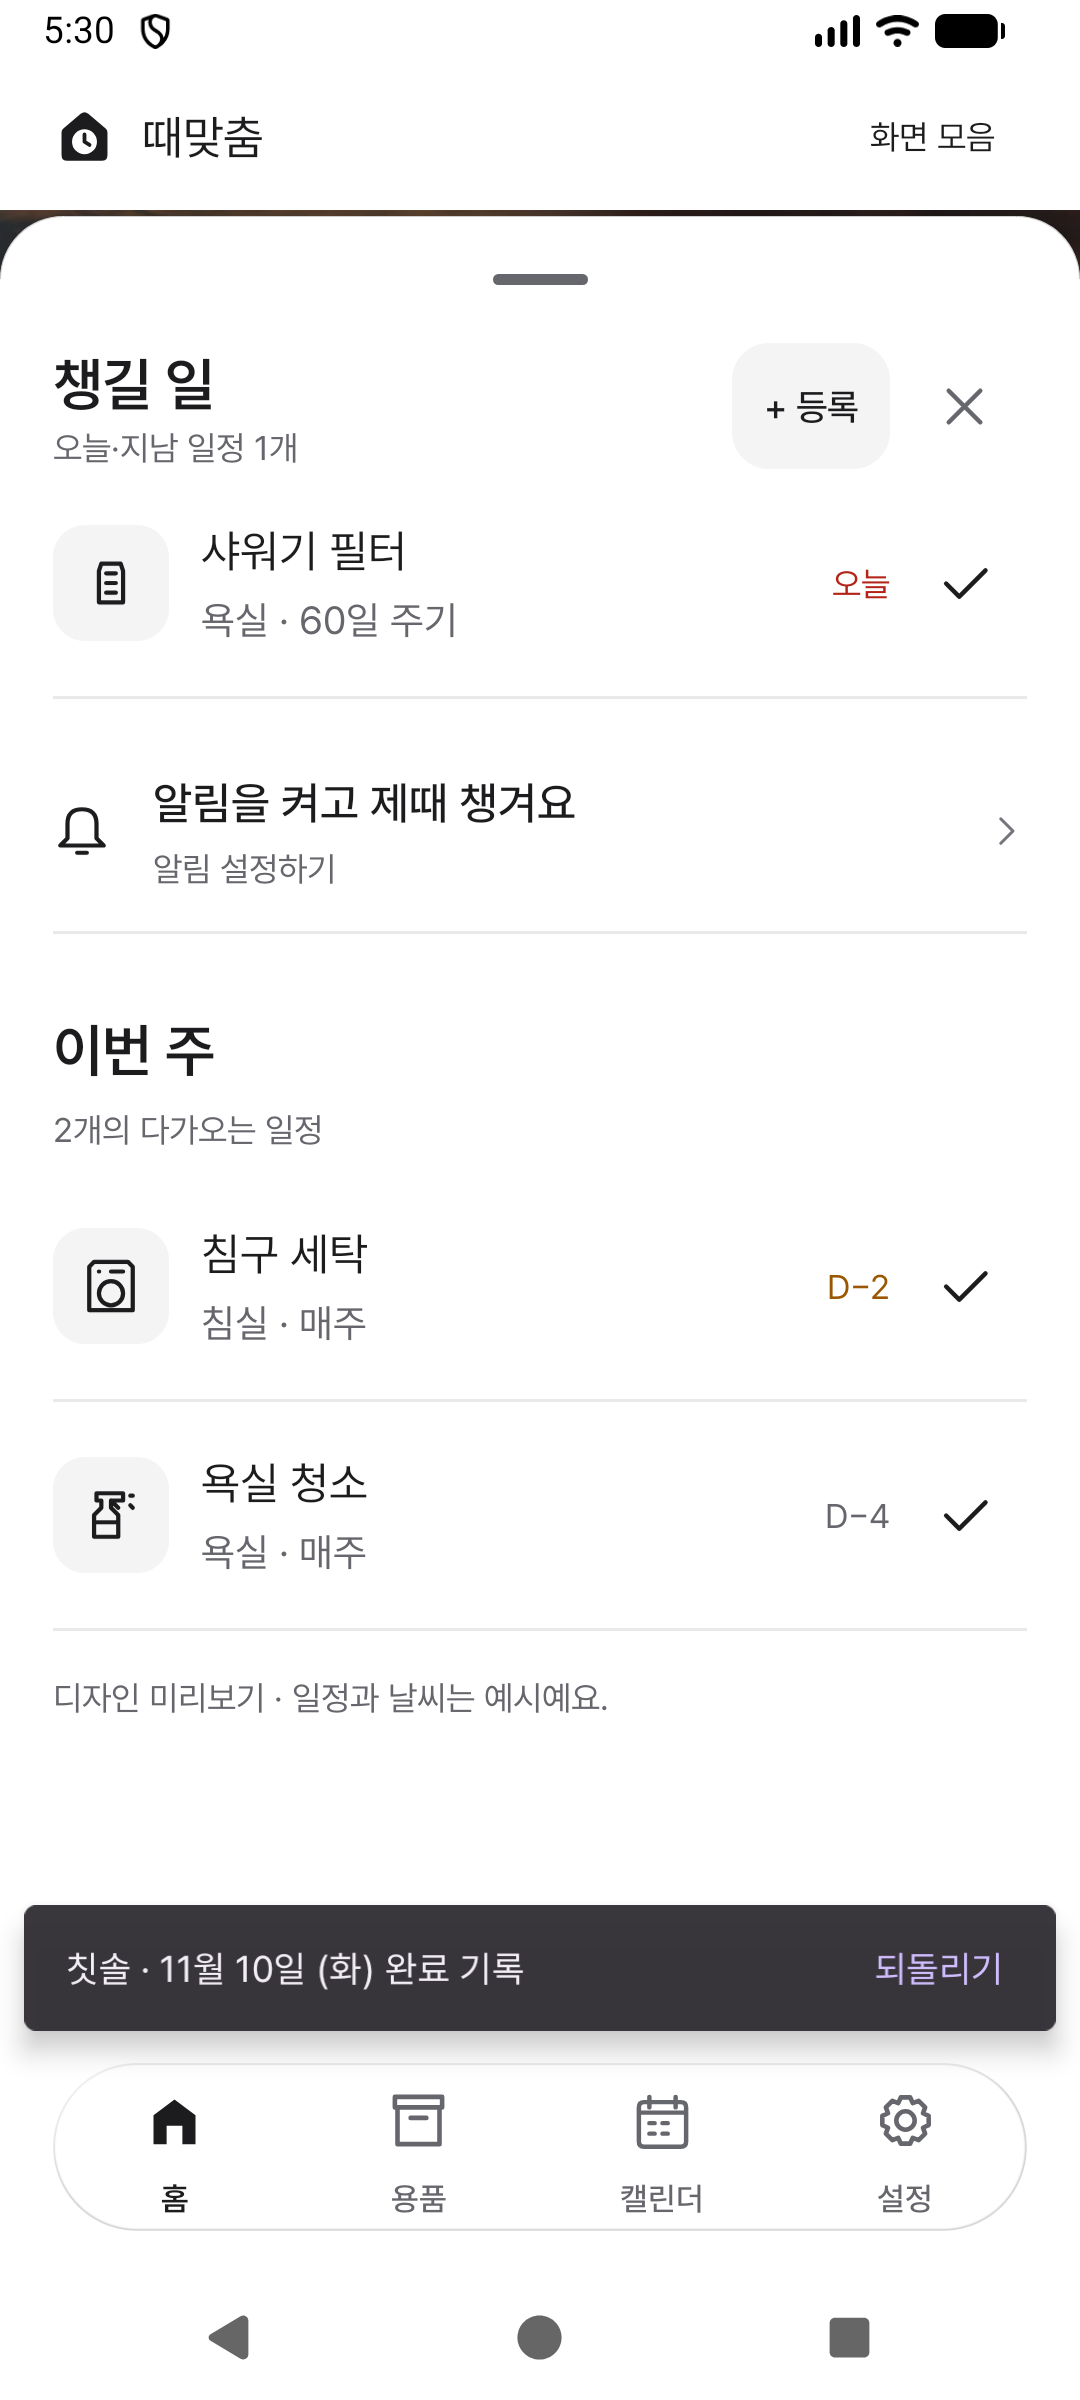 5:30
때맞춤
화면 모음
챙길 일
+ 등록
오늘·지남 일정 1개
샤워기 필터
욕실 · 60일 주기
오늘
알림을 켜고 제때 챙겨요
알림 설정하기
이번 주
2개의 다가오는 일정
침구 세탁
침실 · 매주
D-2
욕실 청소
욕실 · 매주
D-4
디자인 미리보기 · 일정과 날씨는 예시예요.
칫솔 · 11월 10일 (화) 완료 기록
되돌리기
홈
용품
캘린더
설정